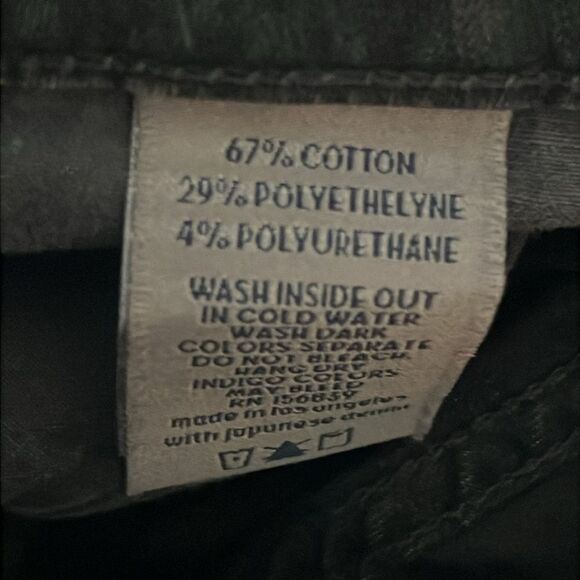 67% COTTON
29% POLYETHELYNE
4% POLYURETHANE
WASH INSIDE OUT
IN COLD WATER
WASH DARK
COLORS SEPARATE
DO NOT BLEACH
HANG DRY
INDIGO COLORS
MAY BLEED
RN 156839
made in los angeles
with japanese denim